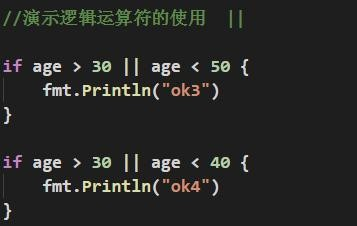 //演示逻辑运算符的使用  ||
if age > 30 || age < 50 {
    fmt.Println("ok3")
}
if age > 30 || age < 40 {
    fmt.Println("ok4")
}